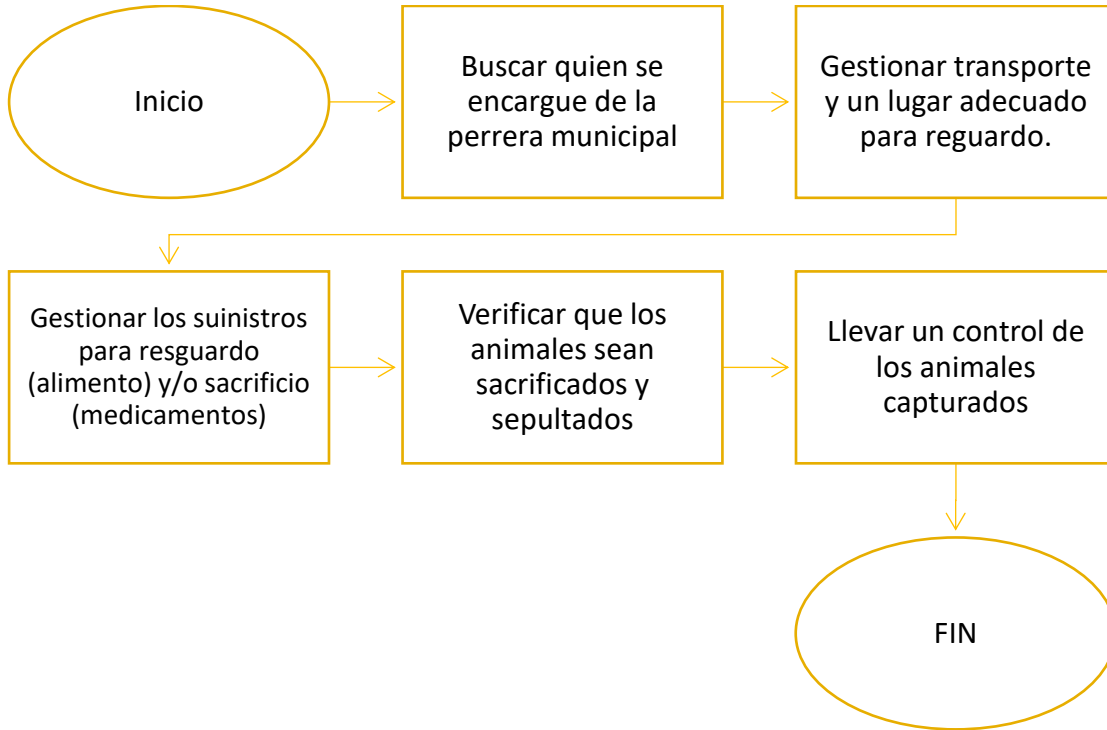 Inicio
Buscar quien se
encargue de la
perrera municipal
Gestionar transporte
y un lugar adecuado
para reguardo.
Gestionar los suinistros
para resguardo
(alimento) y/o sacrificio
(medicamentos)
Verificar que los
animales sean
sacrificados y
sepultados
Llevar un control de
los animales
capturados
FIN